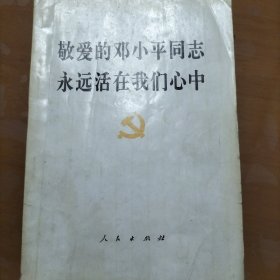 敬爱的邓小平同志
永远活在我们心中
人民出版社